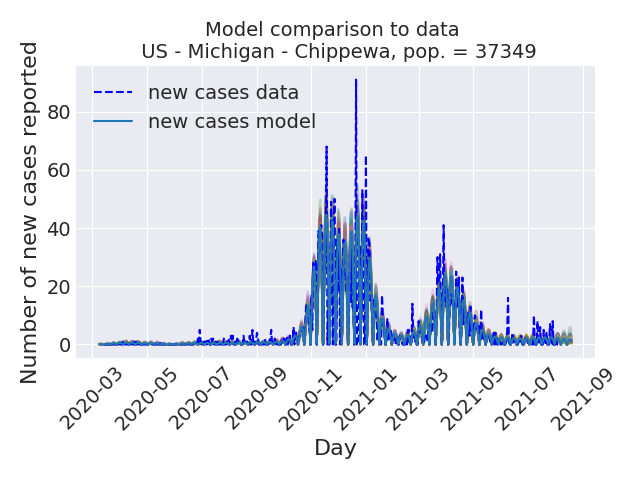 Model comparison to data
US - Michigan - Chippewa, pop. = 37349
Number of new cases reported
80
60
40
20
0
new cases data
new cases model
2020-03
2020-05
2020-07
2020-09
2020-11
2021-01
2021-03
2021-05
2021-07
2021-09
Day